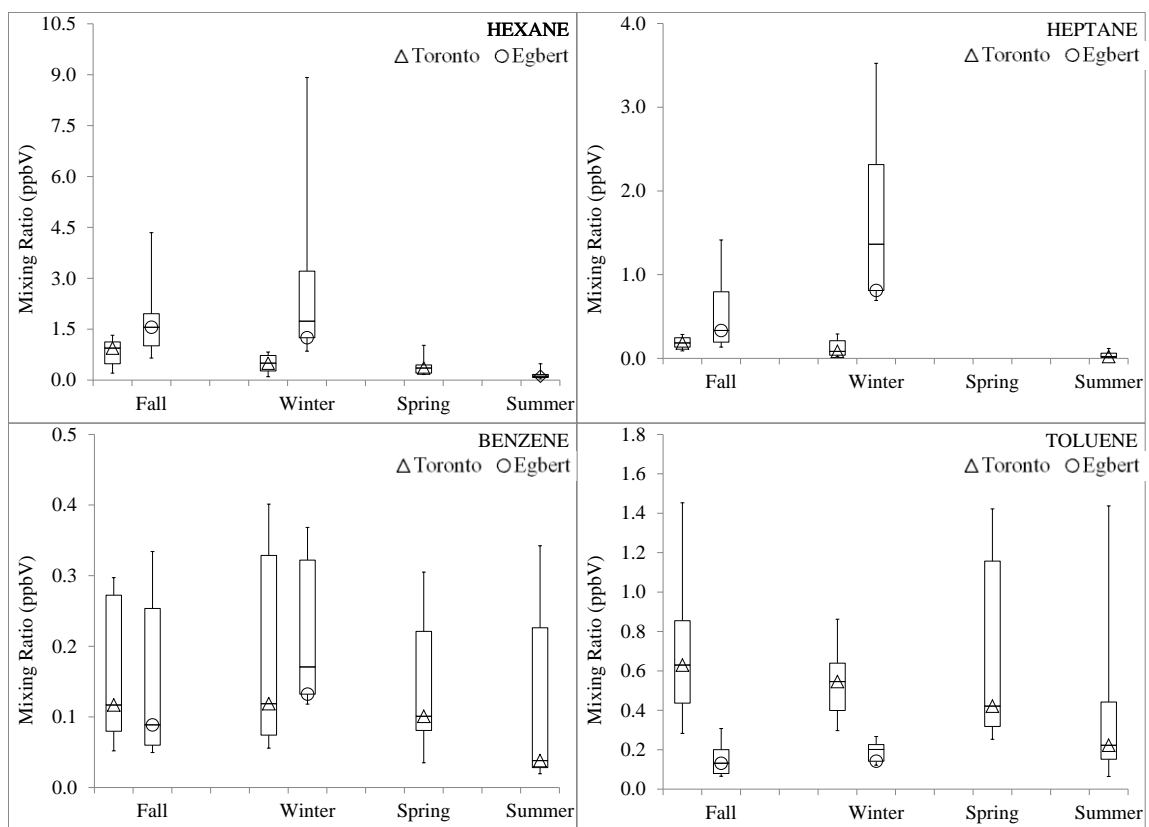 HEXANE
△ Toronto ○ Egbert
10.5
9.0
7.5
6.0
4.5
3.0
1.5
0.0
Mixing Ratio (ppbV)
Fall Winter Spring Summer
HEPTANE
△ Toronto ○ Egbert
4.0
3.0
2.0
1.0
0.0
Mixing Ratio (ppbV)
Fall Winter Spring Summer
BENZENE
△ Toronto ○ Egbert
0.5
0.4
0.3
0.2
0.1
0.0
Mixing Ratio (ppbV)
Fall Winter Spring Summer
TOLUENE
△ Toronto ○ Egbert
1.8
1.6
1.4
1.2
1.0
0.8
0.6
0.4
0.2
0.0
Mixing Ratio (ppbV)
Fall Winter Spring Summer